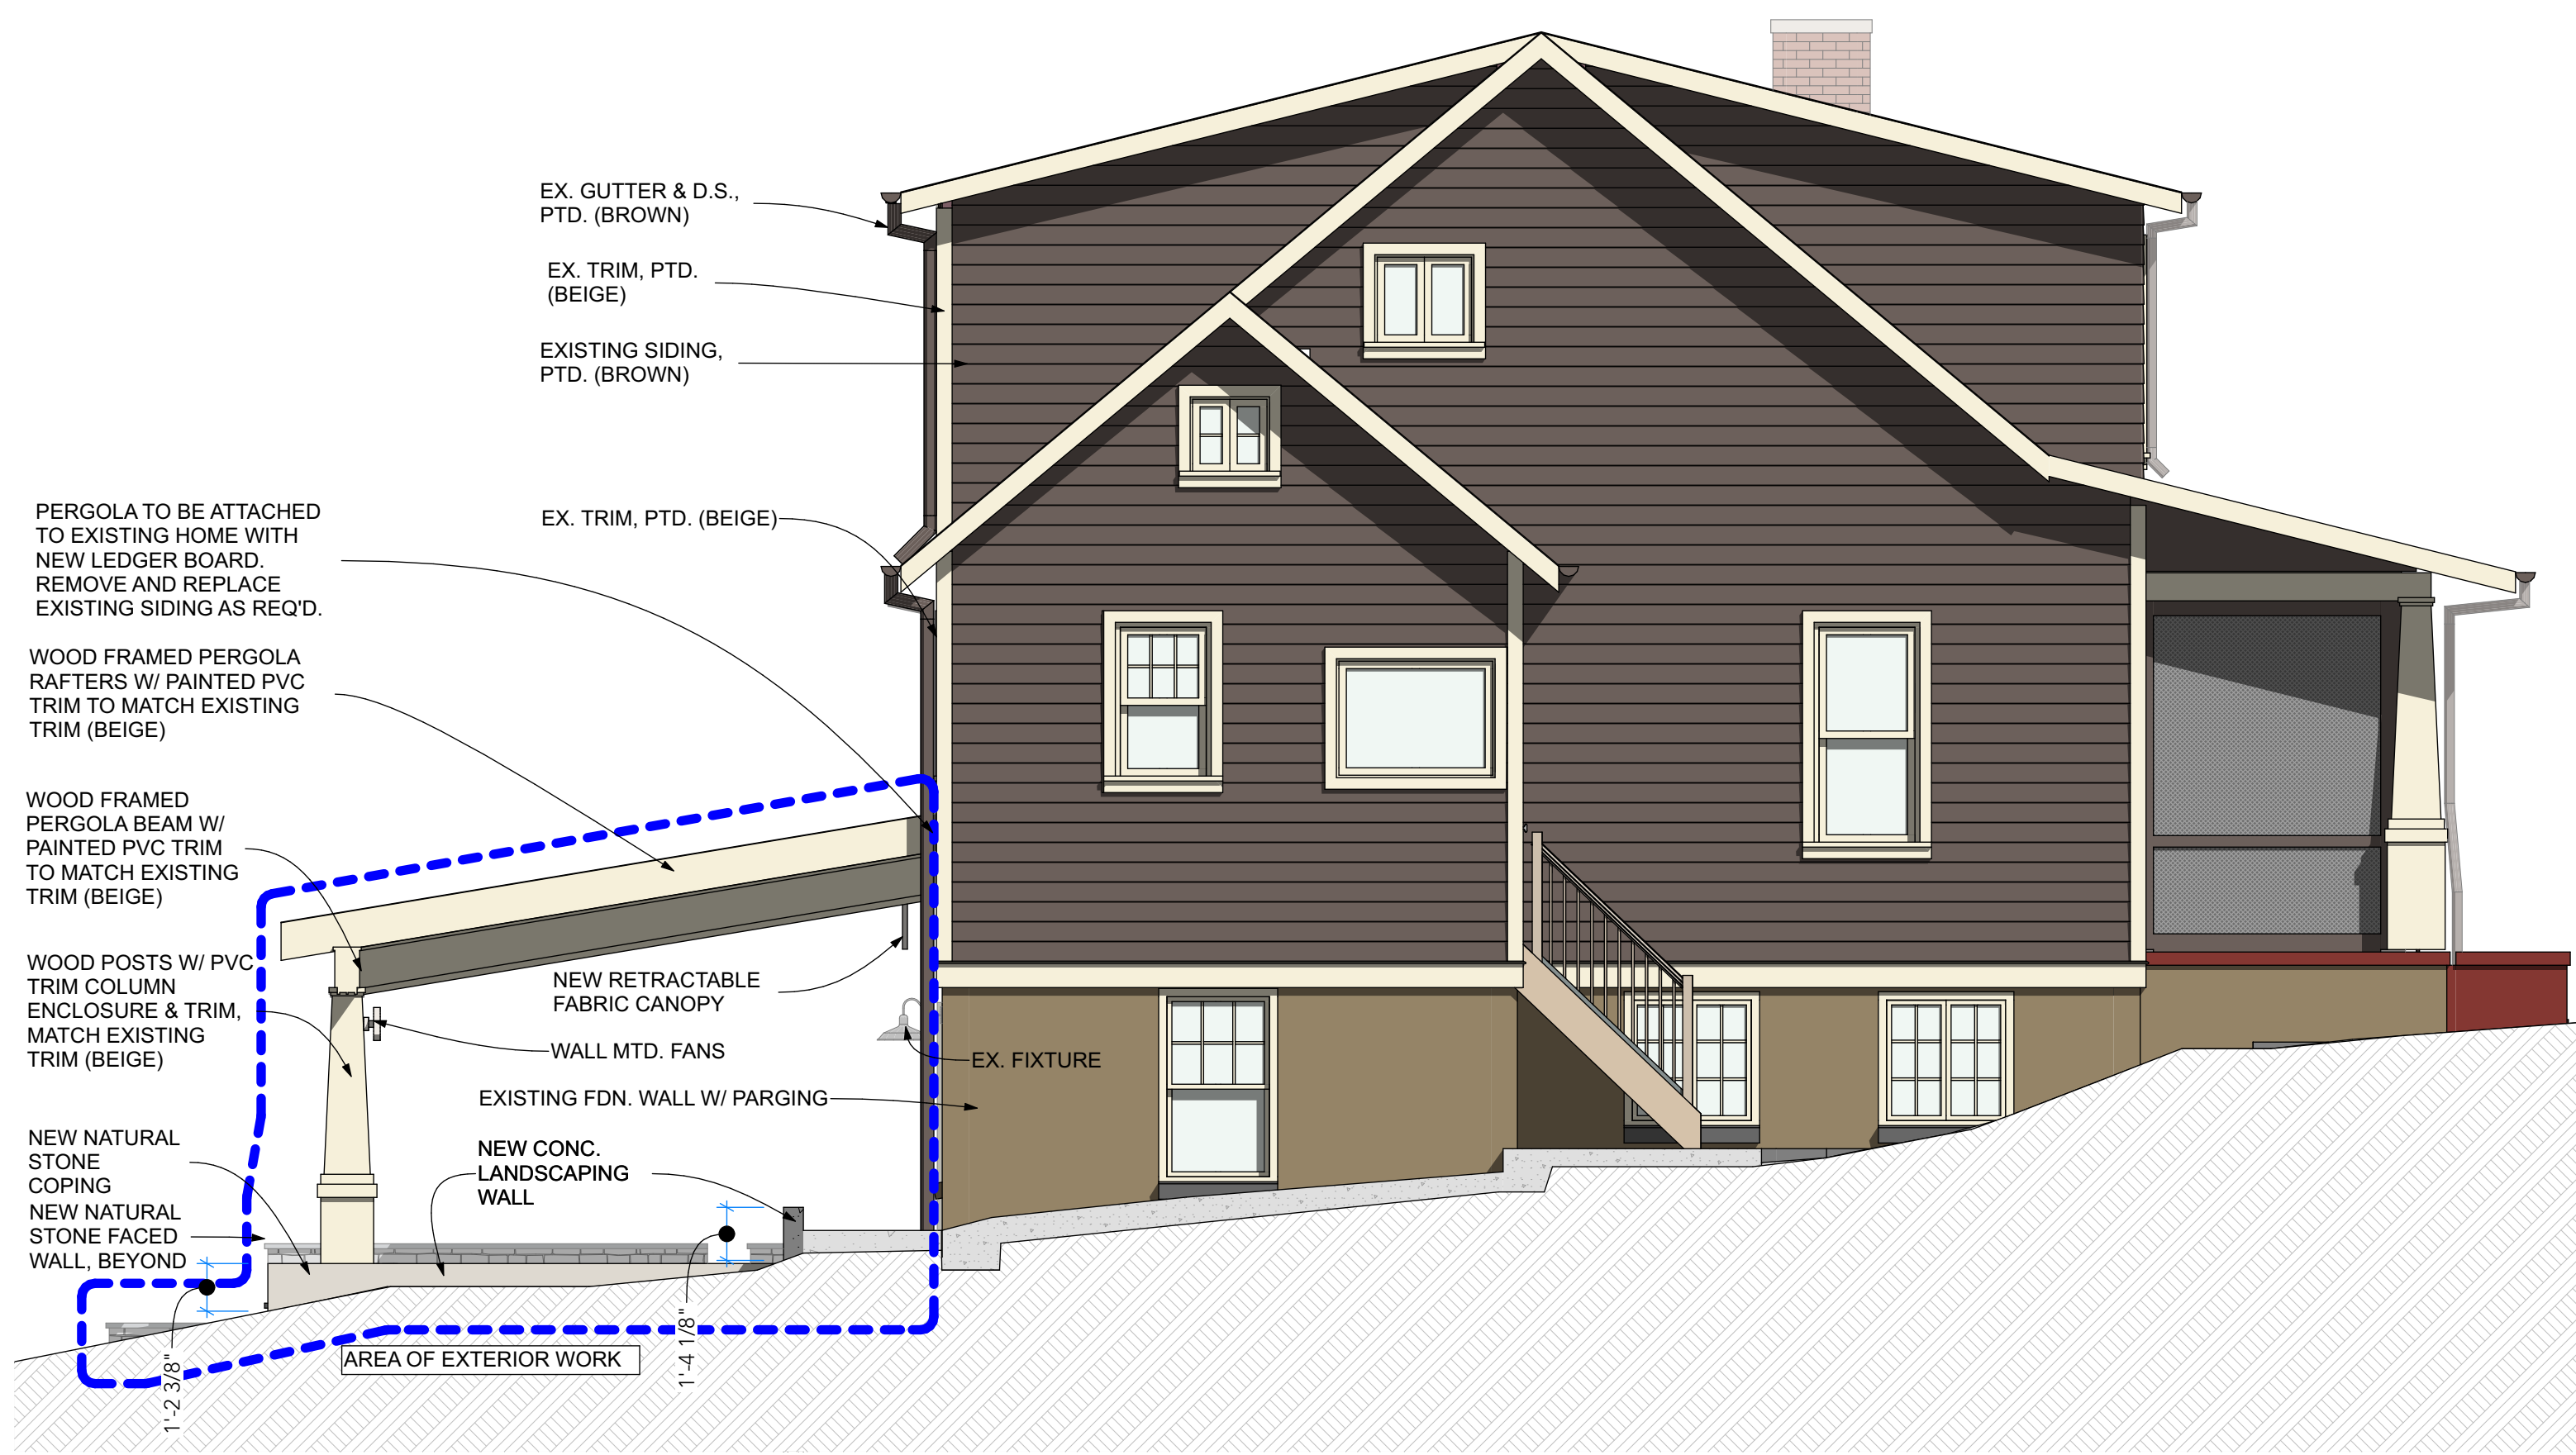 EX. GUTTER & D.S.,
PTD. (BROWN)
EX. TRIM, PTD.
(BEIGE)
EXISTING SIDING,
PTD. (BROWN)
EX. TRIM, PTD. (BEIGE)
PERGOLA TO BE ATTACHED
TO EXISTING HOME WITH
NEW LEDGER BOARD.
REMOVE AND REPLACE
EXISTING SIDING AS REQ'D.
WOOD FRAMED PERGOLA
RAFTERS W/ PAINTED PVC
TRIM TO MATCH EXISTING
TRIM (BEIGE)
WOOD FRAMED
PERGOLA BEAM W/
PAINTED PVC TRIM
TO MATCH EXISTING
TRIM (BEIGE)
WOOD POSTS W/ PVC
TRIM COLUMN
ENCLOSURE & TRIM,
MATCH EXISTING
TRIM (BEIGE)
NEW RETRACTABLE
FABRIC CANOPY
WALL MTD. FANS
EX. FIXTURE
EXISTING FDN. WALL W/ PARGING
NEW NATURAL
STONE
COPING
NEW NATURAL
STONE FACED
WALL, BEYOND
NEW CONC.
LANDSCAPING
WALL
1'-2 3/8"
1'-4 1/8"
AREA OF EXTERIOR WORK